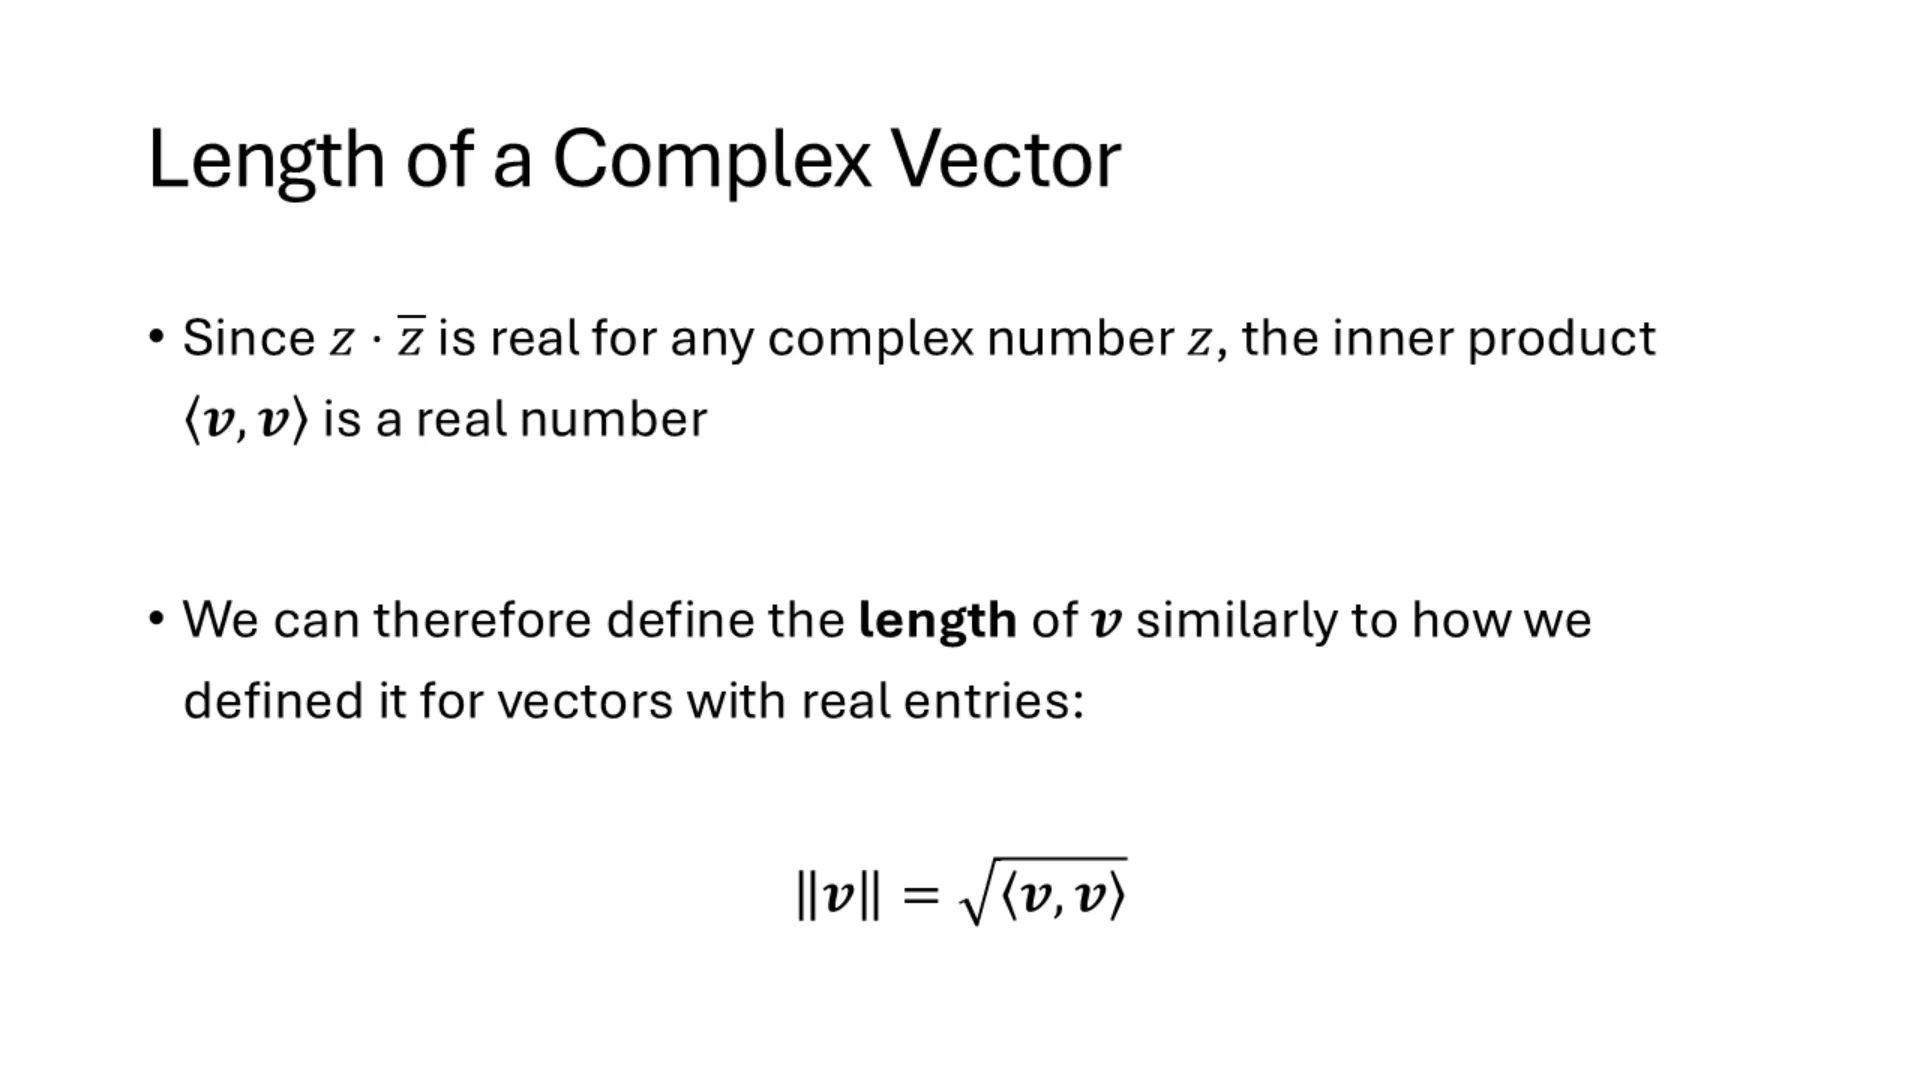 Length of a Complex Vector
• Since z · z̅ is real for any complex number z, the inner product
⟨v, v⟩ is a real number
• We can therefore define the length of v similarly to how we
defined it for vectors with real entries:
‖v‖ = √⟨v, v⟩